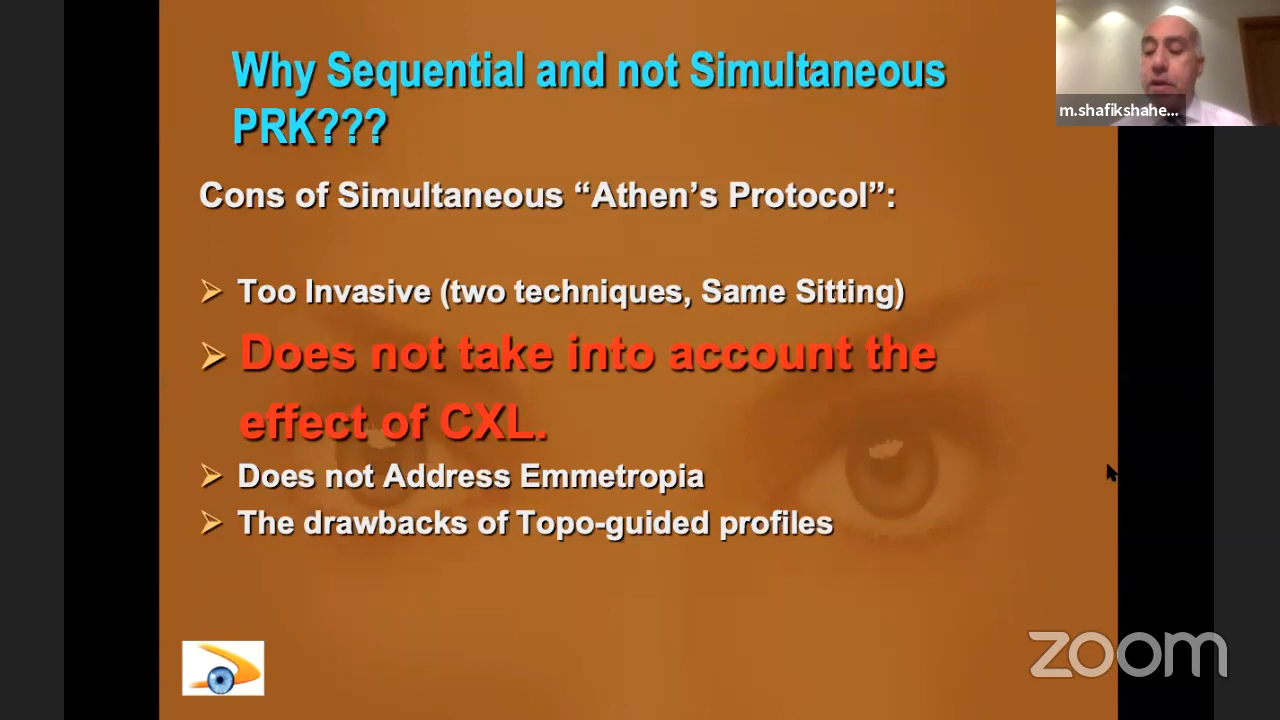 Why Sequential and not Simultaneous
PRK???
m.shafikshahe...
Cons of Simultaneous “Athen’s Protocol”:
Too Invasive (two techniques, Same Sitting)
Does not take into account the
effect of CXL.
Does not Address Emmetropia
The drawbacks of Topo-guided profiles
zoom